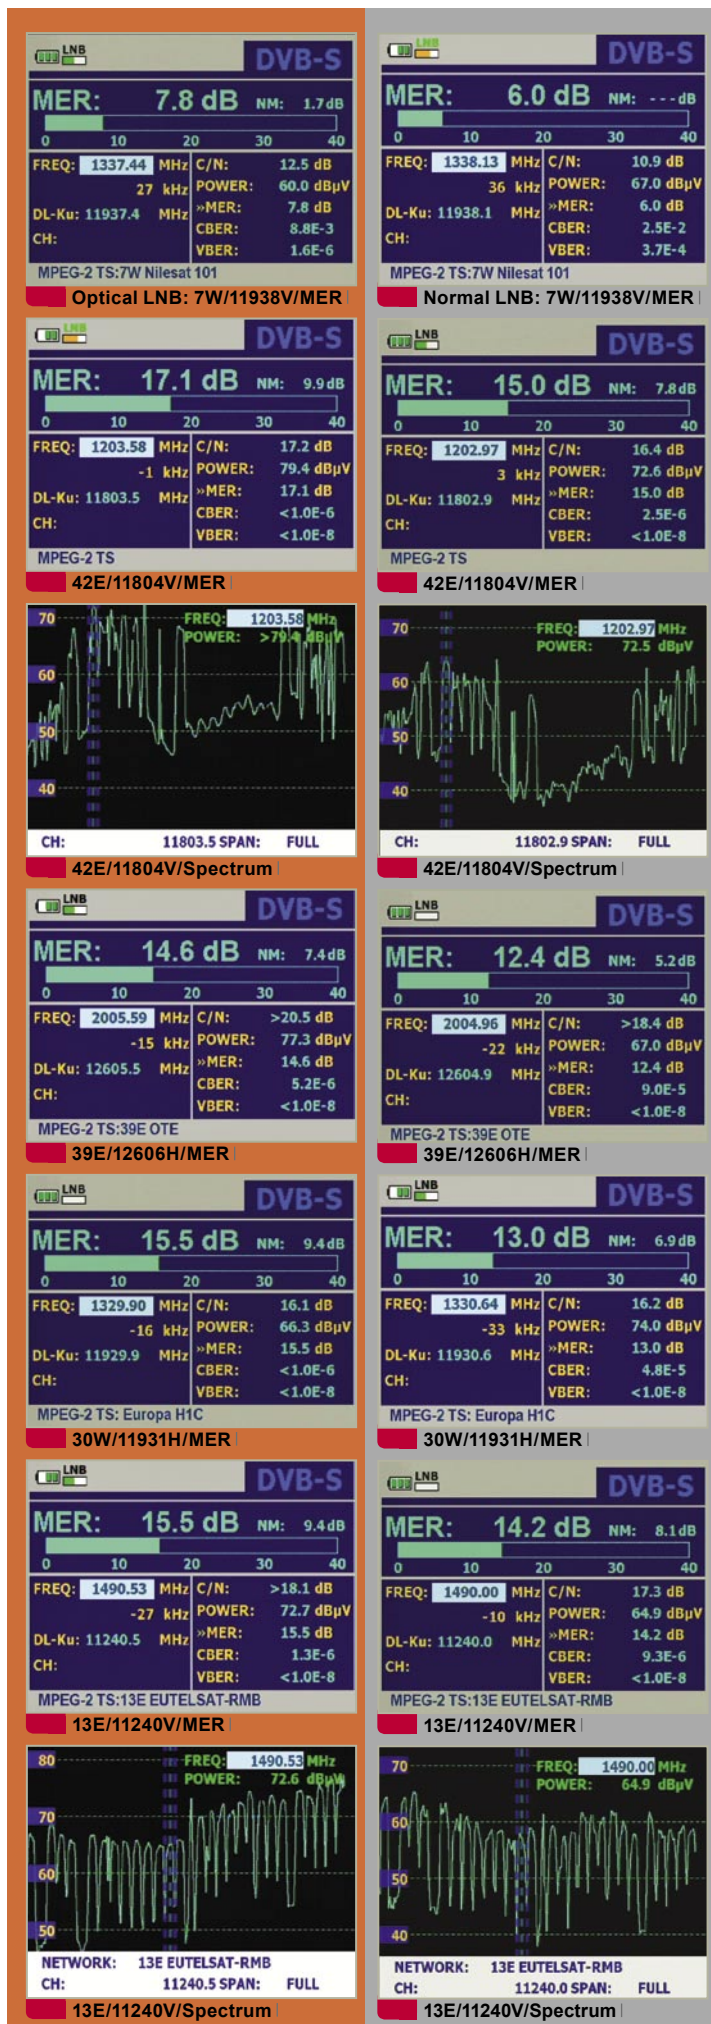 LNB
DVB-S
MER: 7.8 dB NM: 1.7 dB
0 10 20 30 40
FREQ: 1337.44 MHz C/N: 12.5 dB
27 kHz POWER: 60.0 dBµV
DL-Ku: 11937.4 MHz »MER: 7.8 dB
CBER: 8.8E-3
CH:
VBER: 1.6E-6
MPEG-2 TS:7W Nilesat 101
Optical LNB: 7W/11938V/MER
LNB
DVB-S
MER: 6.0 dB NM: ---dB
0 10 20 30 40
FREQ: 1338.13 MHz C/N: 10.9 dB
36 kHz POWER: 67.0 dBµV
DL-Ku: 11938.1 MHz »MER: 6.0 dB
CBER: 2.5E-2
CH:
VBER: 3.7E-4
MPEG-2 TS:7W Nilesat 101
Normal LNB: 7W/11938V/MER
LNB
DVB-S
MER: 17.1 dB NM: 9.9 dB
0 10 20 30 40
FREQ: 1203.58 MHz C/N: 17.2 dB
-1 kHz POWER: 79.4 dBµV
DL-Ku: 11803.5 MHz »MER: 17.1 dB
CBER: <1.0E-6
CH:
VBER: <1.0E-8
MPEG-2 TS
42E/11804V/MER
LNB
DVB-S
MER: 15.0 dB NM: 7.8 dB
0 10 20 30 40
FREQ: 1202.97 MHz C/N: 16.4 dB
3 kHz POWER: 72.6 dBµV
DL-Ku: 11802.9 MHz »MER: 15.0 dB
CBER: 2.5E-6
CH:
VBER: <1.0E-8
MPEG-2 TS
42E/11804V/MER
70
FREQ: 1203.58 MHz
POWER: >79.4 dBµV
60
50
40
CH: 11803.5 SPAN: FULL
42E/11804V/Spectrum
70
FREQ: 1202.97 MHz
POWER: 72.5 dBµV
60
50
40
CH: 11802.9 SPAN: FULL
42E/11804V/Spectrum
LNB
DVB-S
MER: 14.6 dB NM: 7.4 dB
0 10 20 30 40
FREQ: 2005.59 MHz C/N: >20.5 dB
-15 kHz POWER: 77.3 dBµV
DL-Ku: 12605.5 MHz »MER: 14.6 dB
CBER: 5.2E-6
CH:
VBER: <1.0E-8
MPEG-2 TS:39E OTE
39E/12606H/MER
LNB
DVB-S
MER: 12.4 dB NM: 5.2 dB
0 10 20 30 40
FREQ: 2004.96 MHz C/N: >18.4 dB
-22 kHz POWER: 67.0 dBµV
DL-Ku: 12604.9 MHz »MER: 12.4 dB
CBER: 9.0E-5
CH:
VBER: <1.0E-8
MPEG-2 TS:39E OTE
39E/12606H/MER
LNB
DVB-S
MER: 15.5 dB NM: 9.4 dB
0 10 20 30 40
FREQ: 1329.90 MHz C/N: 16.1 dB
-16 kHz POWER: 66.3 dBµV
DL-Ku: 11929.9 MHz »MER: 15.5 dB
CBER: <1.0E-6
CH:
VBER: <1.0E-8
MPEG-2 TS: Europa H1C
30W/11931H/MER
LNB
DVB-S
MER: 13.0 dB NM: 6.9 dB
0 10 20 30 40
FREQ: 1330.64 MHz C/N: 16.2 dB
-33 kHz POWER: 74.0 dBµV
DL-Ku: 11930.6 MHz »MER: 13.0 dB
CBER: 4.8E-5
CH:
VBER: <1.0E-8
MPEG-2 TS: Europa H1C
30W/11931H/MER
LNB
DVB-S
MER: 15.5 dB NM: 9.4 dB
0 10 20 30 40
FREQ: 1490.53 MHz C/N: >18.1 dB
-27 kHz POWER: 72.7 dBµV
DL-Ku: 11240.5 MHz »MER: 15.5 dB
CBER: 1.3E-6
CH:
VBER: <1.0E-8
MPEG-2 TS:13E EUTELSAT-RMB
13E/11240V/MER
LNB
DVB-S
MER: 14.2 dB NM: 8.1 dB
0 10 20 30 40
FREQ: 1490.00 MHz C/N: 17.3 dB
-10 kHz POWER: 64.9 dBµV
DL-Ku: 11240.0 MHz »MER: 14.2 dB
CBER: 9.3E-6
CH:
VBER: <1.0E-8
MPEG-2 TS:13E EUTELSAT-RMB
13E/11240V/MER
80
FREQ: 1490.53 MHz
POWER: 72.6 dBµV
70
60
50
NETWORK: 13E EUTELSAT-RMB
CH: 11240.5 SPAN: FULL
13E/11240V/Spectrum
70
FREQ: 1490.00 MHz
POWER: 64.9 dBµV
60
50
40
NETWORK: 13E EUTELSAT-RMB
CH: 11240.0 SPAN: FULL
13E/11240V/Spectrum